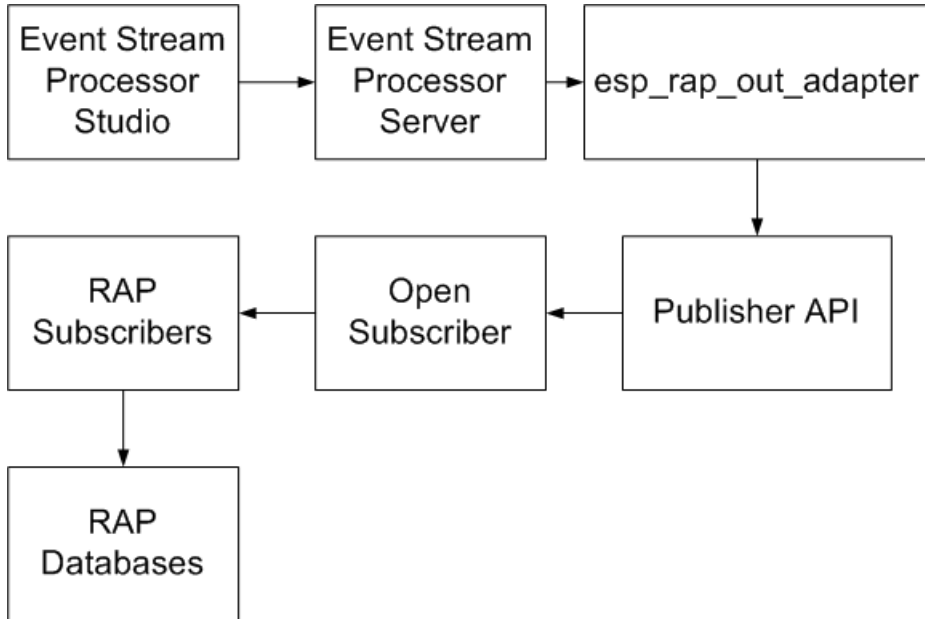 Event Stream
Processor
Studio
Event Stream
Processor
Server
esp_rap_out_adapter
RAP
Subscribers
Open
Subscriber
Publisher API
RAP
Databases